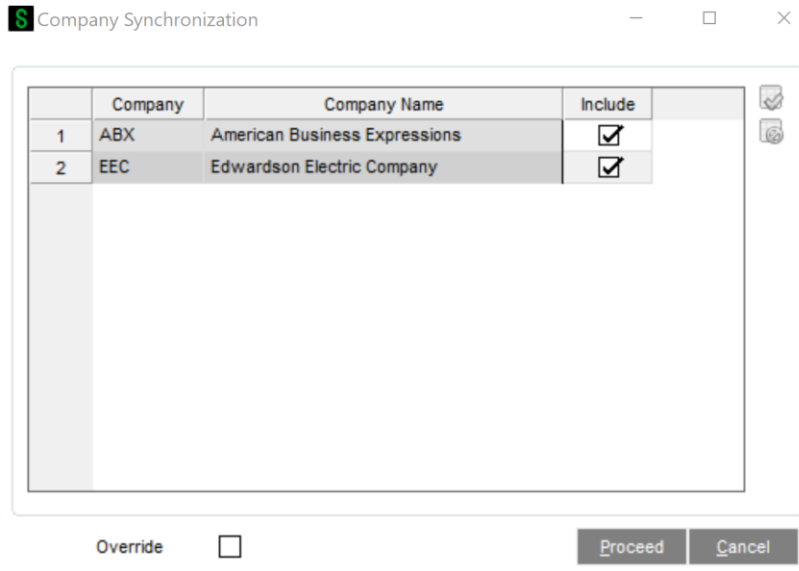 S Company Synchronization
Company Company Name Include
1 ABX American Business Expressions
2 EEC Edwardson Electric Company
Override Proceed Cancel